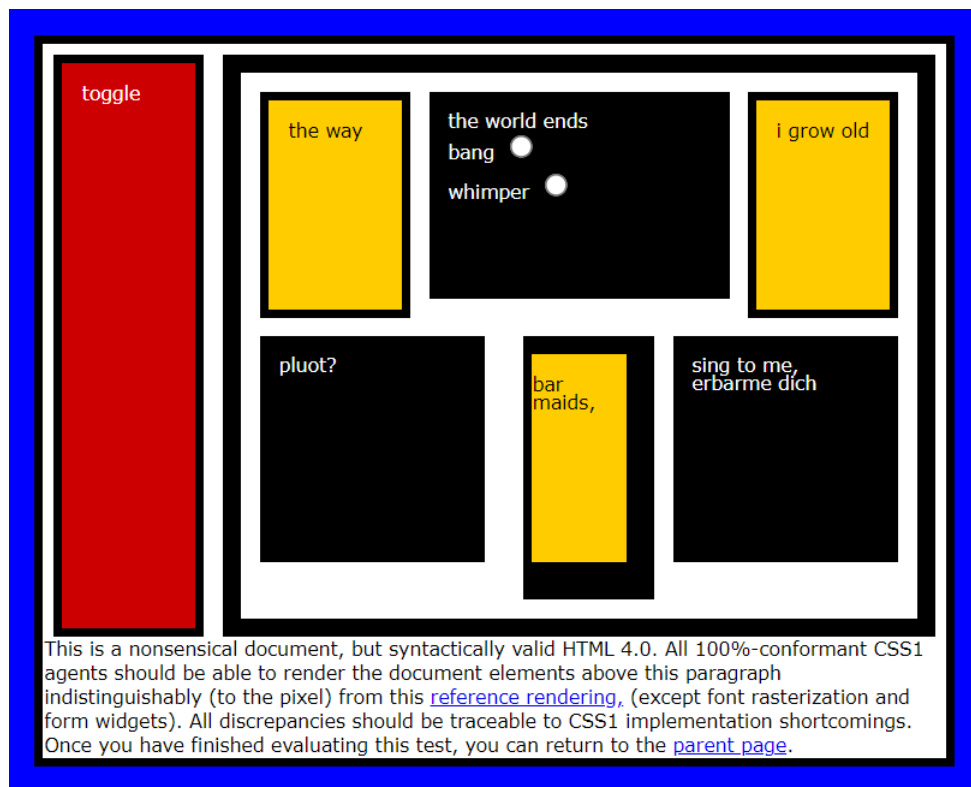 toggle
the way
the world ends
bang
whimper
i grow old
pluot?
bar
maids,
sing to me,
erbarme dich
This is a nonsensical document, but syntactically valid HTML 4.0. All 100%-conformant CSS1
agents should be able to render the document elements above this paragraph
indistinguishably (to the pixel) from this reference rendering, (except font rasterization and
form widgets). All discrepancies should be traceable to CSS1 implementation shortcomings.
Once you have finished evaluating this test, you can return to the parent page.